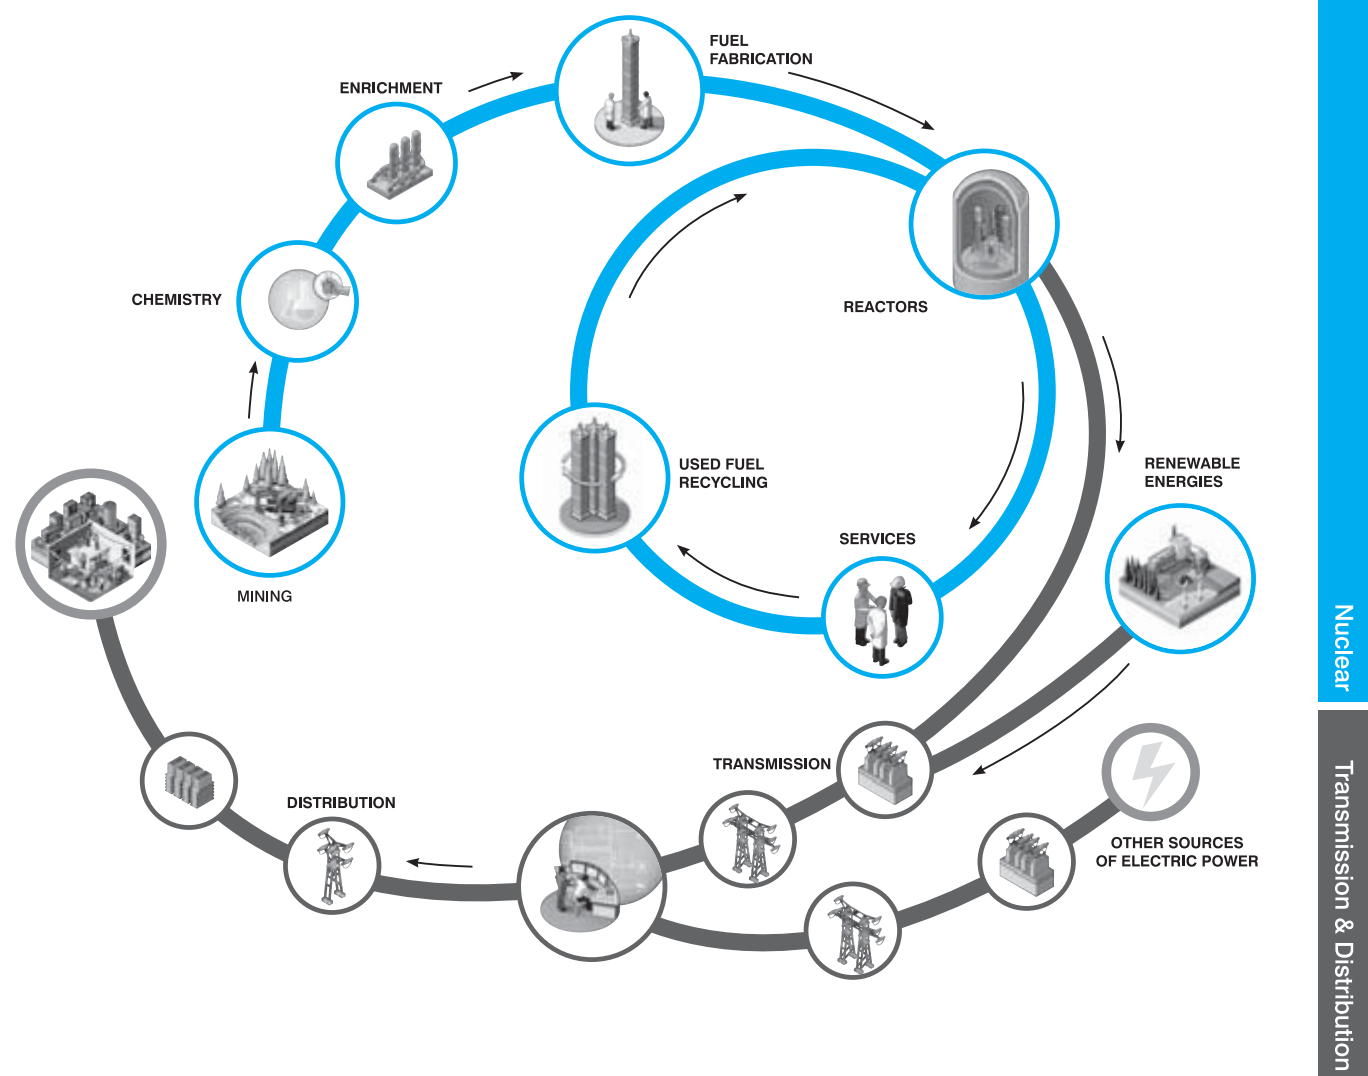 FUEL
FABRICATION
ENRICHMENT
CHEMISTRY
REACTORS
USED FUEL
RECYCLING
RENEWABLE
ENERGIES
SERVICES
MINING
TRANSMISSION
DISTRIBUTION
OTHER SOURCES
OF ELECTRIC POWER
Nuclear
Transmission & Distribution